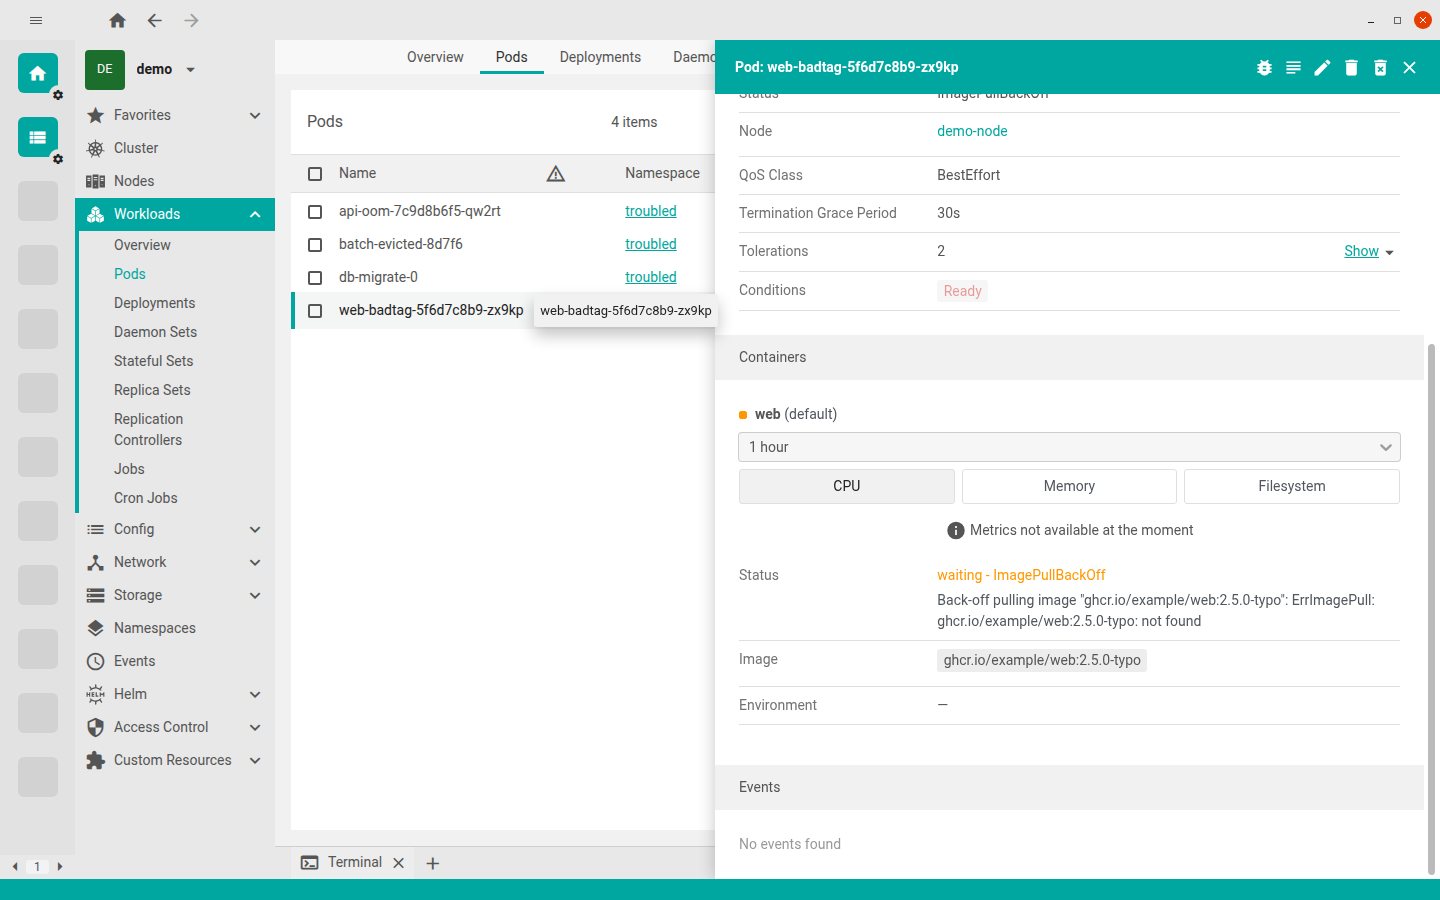 DE
demo
Favorites
Cluster
Nodes
Workloads
Overview
Pods
Deployments
Daemon Sets
Stateful Sets
Replica Sets
Replication
Controllers
Jobs
Cron Jobs
Config
Network
Storage
Namespaces
Events
HELM
Helm
Access Control
Custom Resources
1
Overview
Pods
Deployments
Daemo
Pods
4 items
Name
Namespace
api-oom-7c9d8b6f5-qw2rt
troubled
batch-evicted-8d7f6
troubled
db-migrate-0
troubled
web-badtag-5f6d7c8b9-zx9kp
web-badtag-5f6d7c8b9-zx9kp
Terminal
Pod: web-badtag-5f6d7c8b9-zx9kp
Status
ImagePullBackOff
Node
demo-node
QoS Class
BestEffort
Termination Grace Period
30s
Tolerations
2
Show
Conditions
Ready
Containers
web (default)
1 hour
CPU
Memory
Filesystem
Metrics not available at the moment
Status
waiting - ImagePullBackOff
Back-off pulling image "ghcr.io/example/web:2.5.0-typo": ErrImagePull:
ghcr.io/example/web:2.5.0-typo: not found
Image
ghcr.io/example/web:2.5.0-typo
Environment
—
Events
No events found